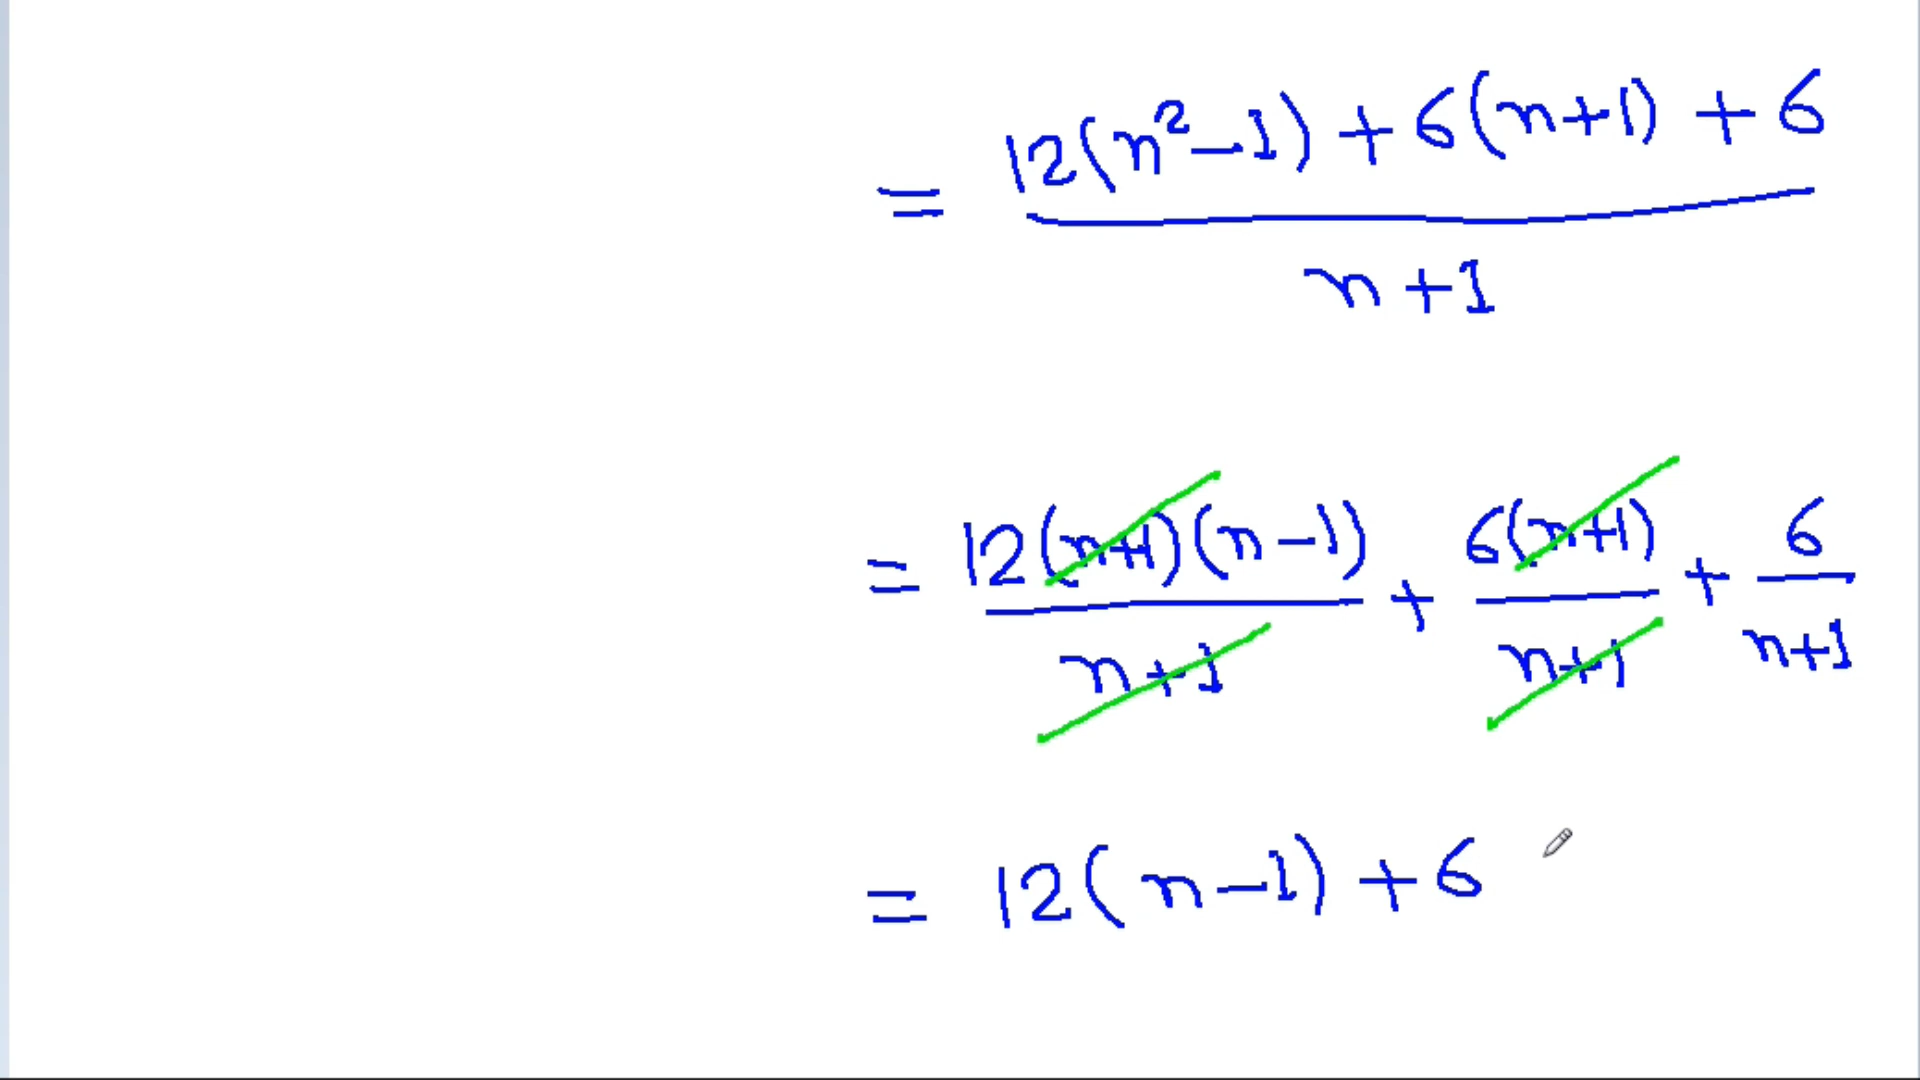 = 12(n²-1) + 6(n+1) + 6
n+1
= 12(n+1)(n-1) + 6(n+1) + 6
n+1 n+1 n+1
= 12(n-1) + 6